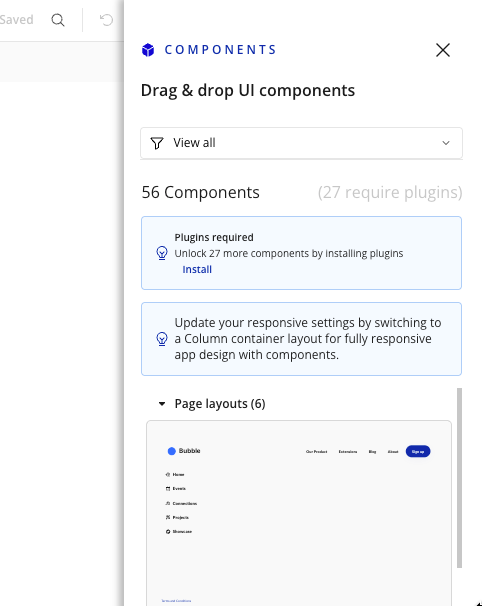 Saved
COMPONENTS
Drag & drop UI components
View all
56 Components (27 require plugins)
Plugins required
Unlock 27 more components by installing plugins
Install
Update your responsive settings by switching to
a Column container layout for fully responsive
app design with components.
Page layouts (6)
Bubble Our Product Extensions Blog About Sign up
Home
Events
Connections
Projects
Showcase
Terms and Conditions